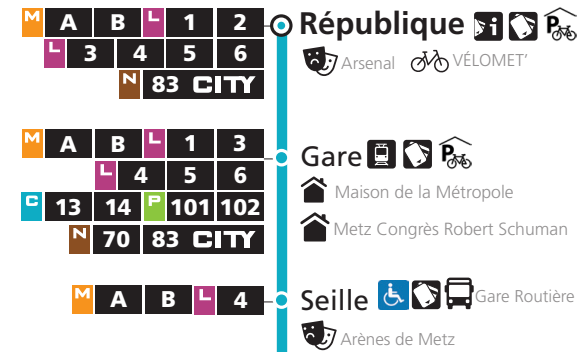 M A B L 1 2 République i P
L 3 4 5 6 Arsenal VÉLOMET'
N 83 CITY
M A B L 1 3 Gare P
L 4 5 6
C 13 14 P 101 102 Maison de la Métropole
N 70 83 CITY Metz Congrès Robert Schuman
M A B L 4 Seille Gare Routière
Arènes de Metz